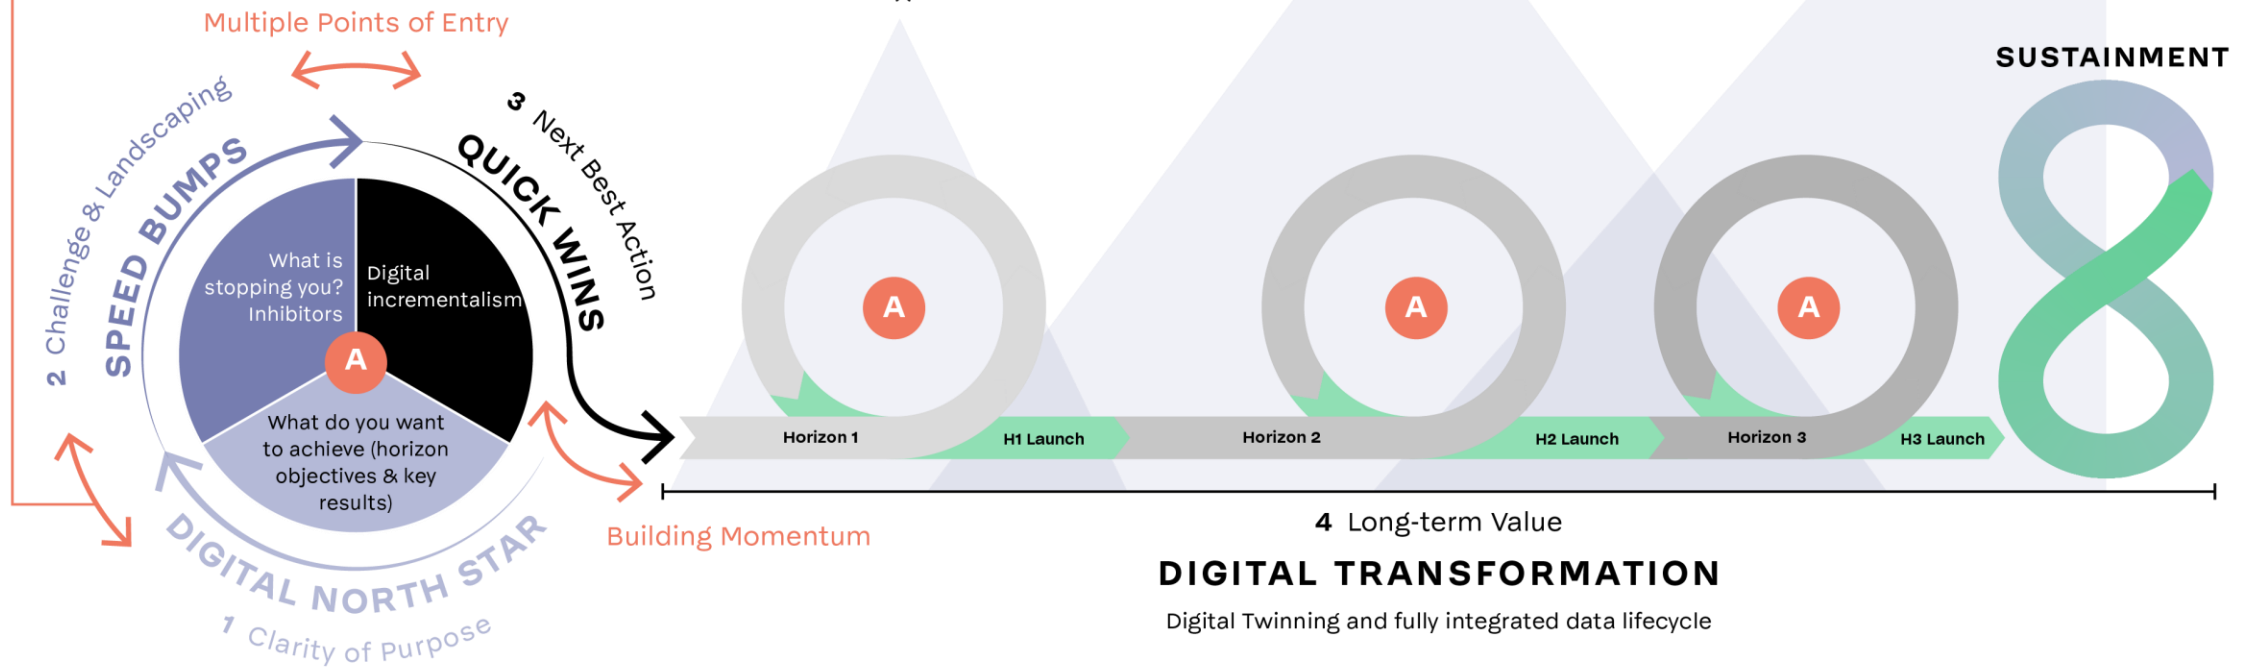 Multiple Points of Entry
SUSTAINMENT
3 Next Best Action
QUICK WINS
2 Challenge & Landscaping
SPEED BUMPS
What is
stopping you?
Inhibitors
Digital
incrementalism
A
What do you want
to achieve (horizon
objectives & key
results)
DIGITAL NORTH STAR
1 Clarity of Purpose
Building Momentum
A
A
A
Horizon 1
H1 Launch
Horizon 2
H2 Launch
Horizon 3
H3 Launch
4 Long-term Value
DIGITAL TRANSFORMATION
Digital Twinning and fully integrated data lifecycle